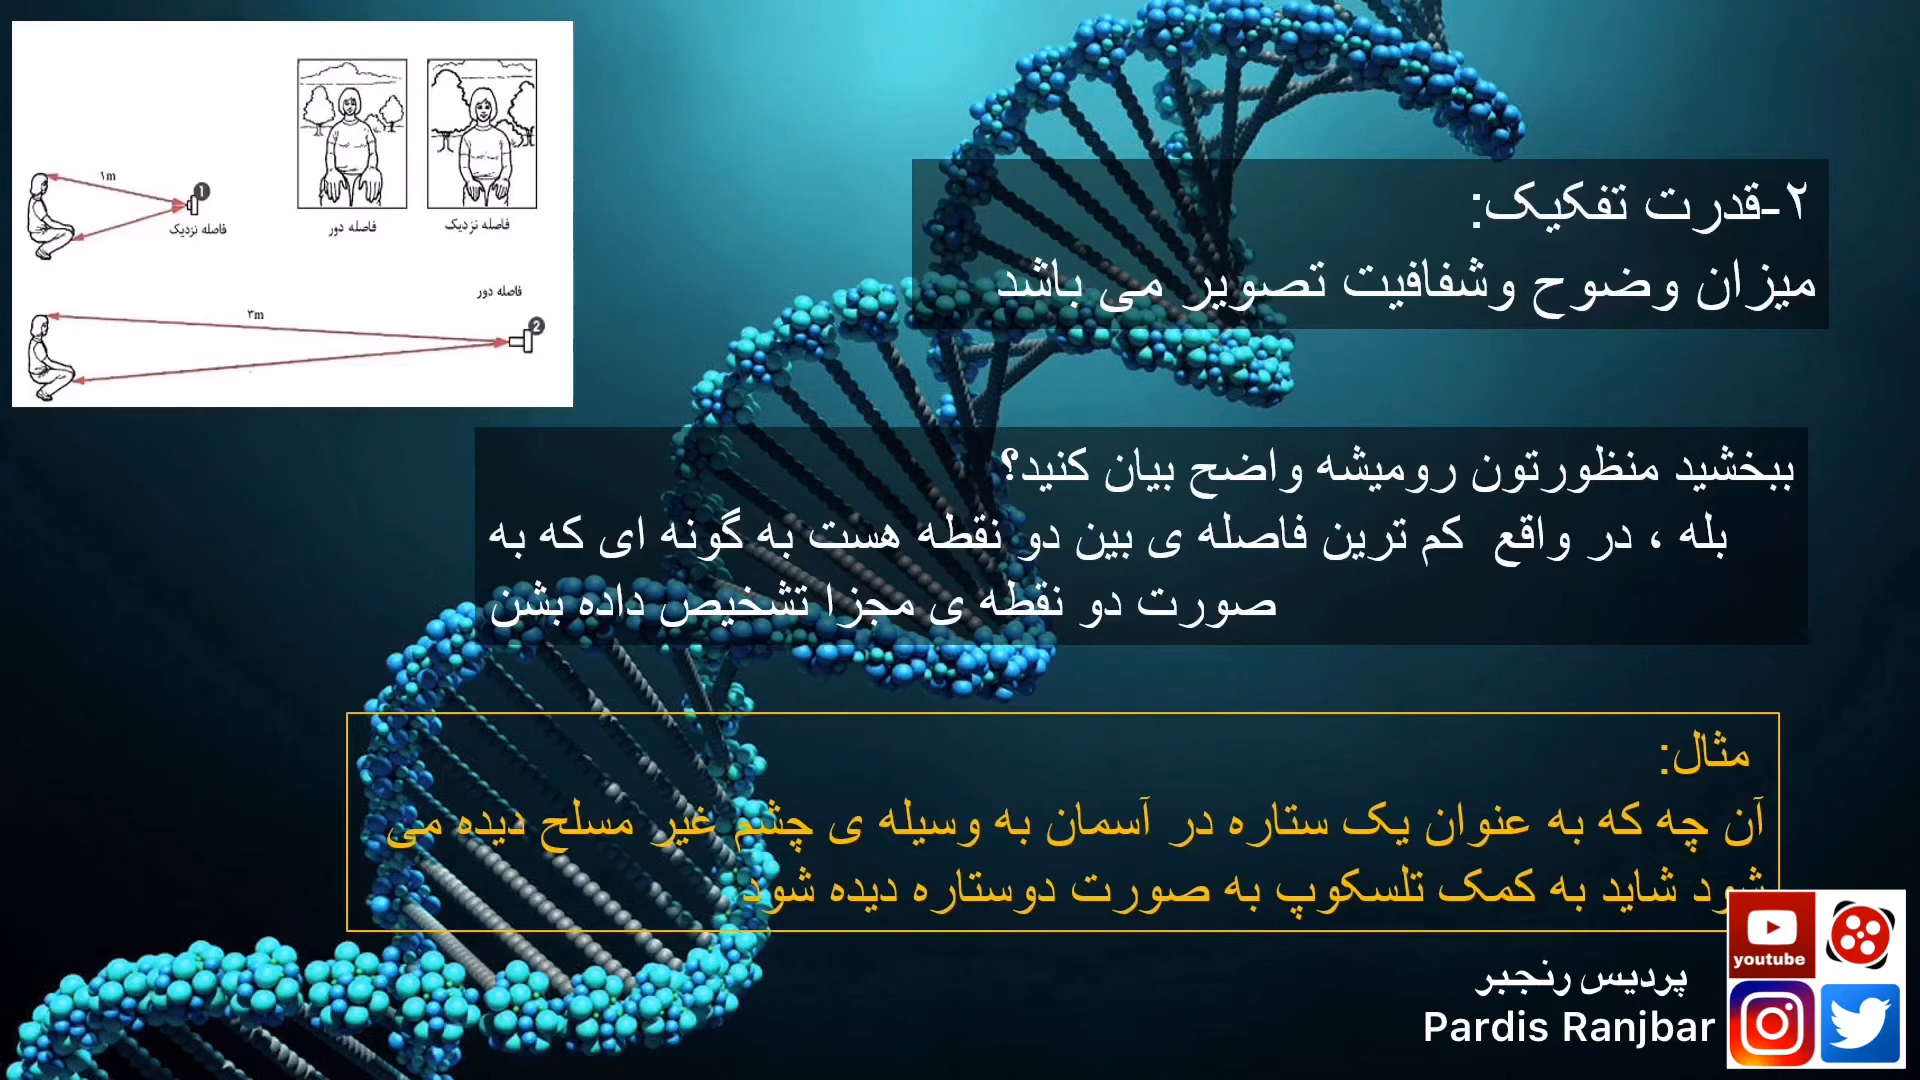 ۲-قدرت تفکیک:
میزان وضوح وشفافیت تصویر می باشد
۱m
1
فاصله نزدیک
فاصله دور
فاصله نزدیک
فاصله دور
۳m
2
ببخشید منظورتون رومیشه واضح بیان کنید؟
بله ، در واقع کم ترین فاصله ی بین دو نقطه هست به گونه ای که به
صورت دو نقطه ی مجزا تشخیص داده بشن
مثال:
آن چه که به عنوان یک ستاره در آسمان به وسیله ی چشم غیر مسلح دیده می
شود شاید به کمک تلسکوپ به صورت دوستاره دیده شود
پردیس رنجبر
Pardis Ranjbar
youtube